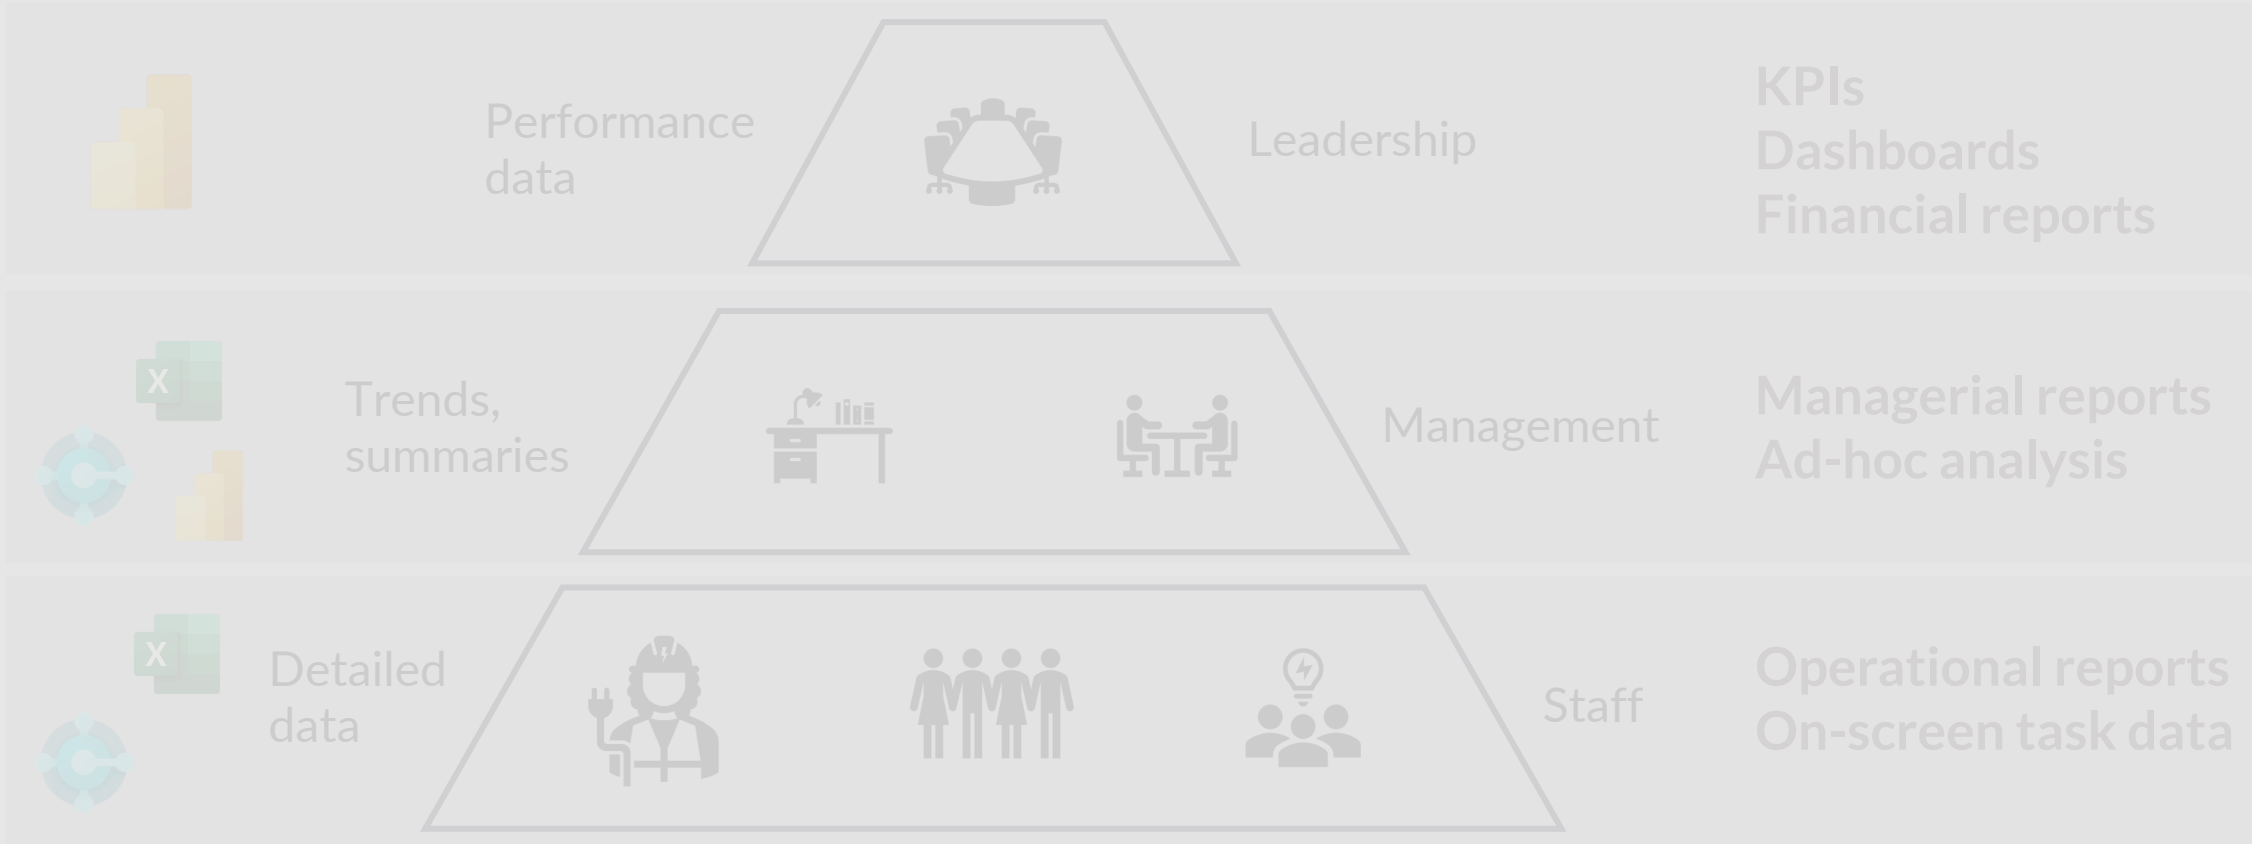 Performance
data
Leadership
KPIs
Dashboards
Financial reports
X
Trends,
summaries
Management
Managerial reports
Ad-hoc analysis
X
Detailed
data
Staff
Operational reports
On-screen task data